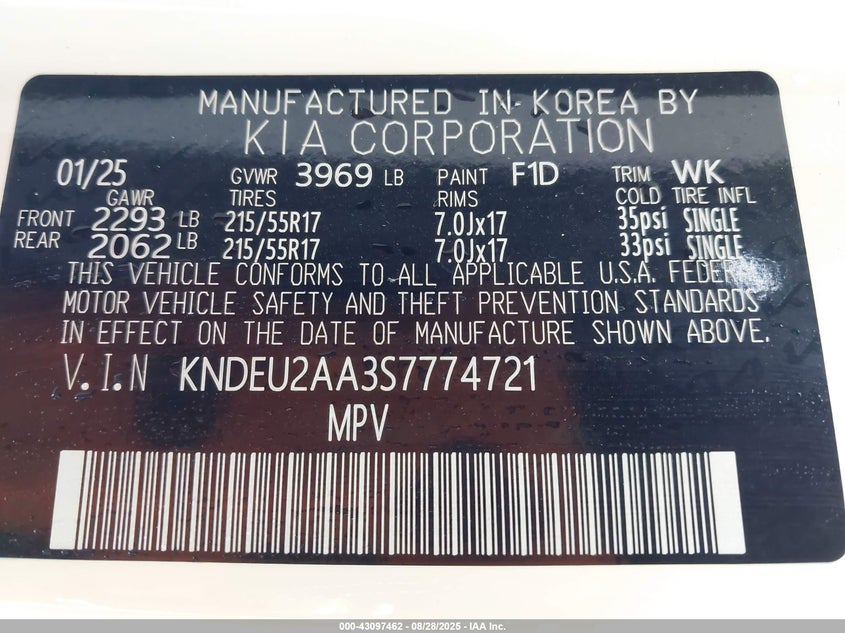 MANUFACTURED IN KOREA BY
KIA CORPORATION
01/25 GVWR 3969 LB PAINT F1D TRIM WK
GAWR TIRES RIMS COLD TIRE INFL
FRONT 2293 LB 215/55R17 7.0Jx17 35psi SINGLE
REAR 2062 LB 215/55R17 7.0Jx17 33psi SINGLE
THIS VEHICLE CONFORMS TO ALL APPLICABLE U.S.A. FEDERAL
MOTOR VEHICLE SAFETY AND THEFT PREVENTION STANDARDS
IN EFFECT ON THE DATE OF MANUFACTURE SHOWN ABOVE.
V.I.N KNDEU2AA3S7774721
MPV
000-43097462 - 08/28/2025 - IAA Inc.